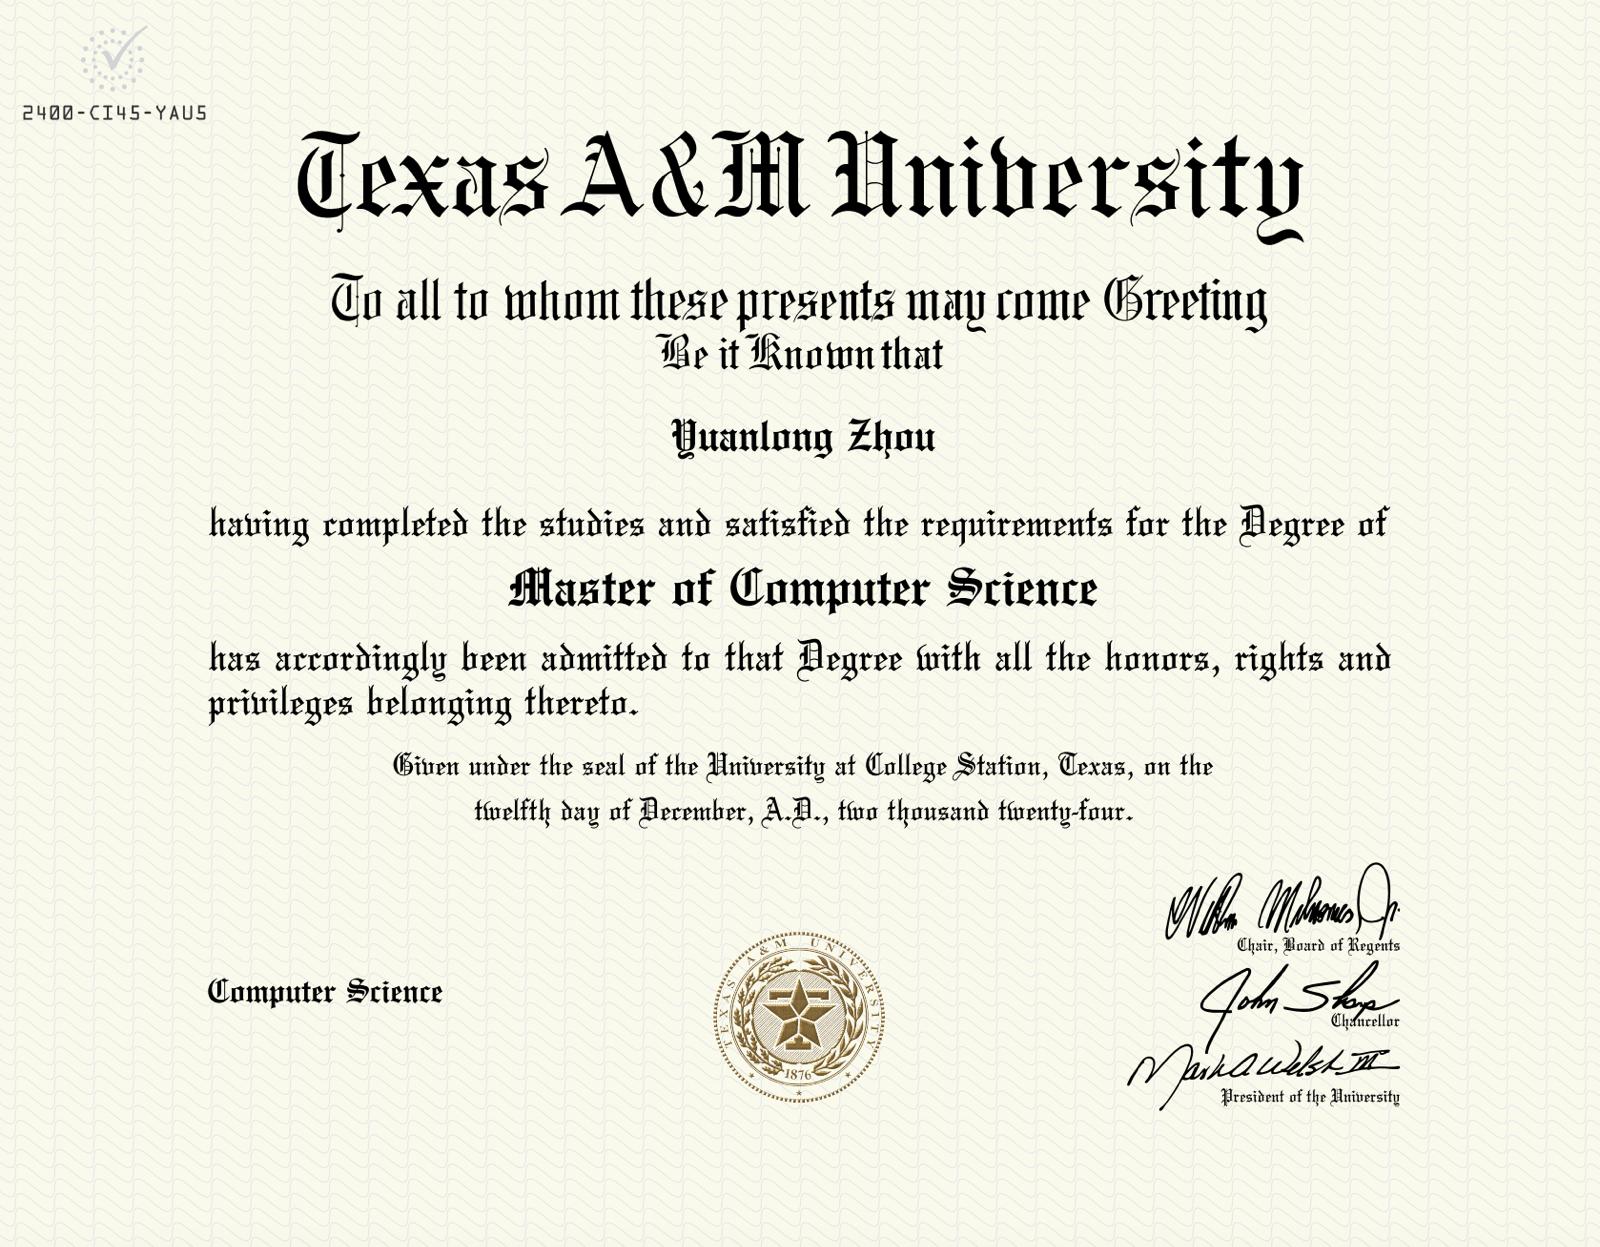 2400-CI45-YAU5
Texas A&M University
To all to whom these presents may come Greeting
Be it Known that
Yuanlong Zhou
having completed the studies and satisfied the requirements for the Degree of
Master of Computer Science
has accordingly been admitted to that Degree with all the honors, rights and
privileges belonging thereto.
Given under the seal of the University at College Station, Texas, on the
twelfth day of December, A.D., two thousand twenty-four.
Chair, Board of Regents
John Sharp
Chancellor
Mark A Welsh III
President of the University
Computer Science
TEXAS A&M UNIVERSITY
1876